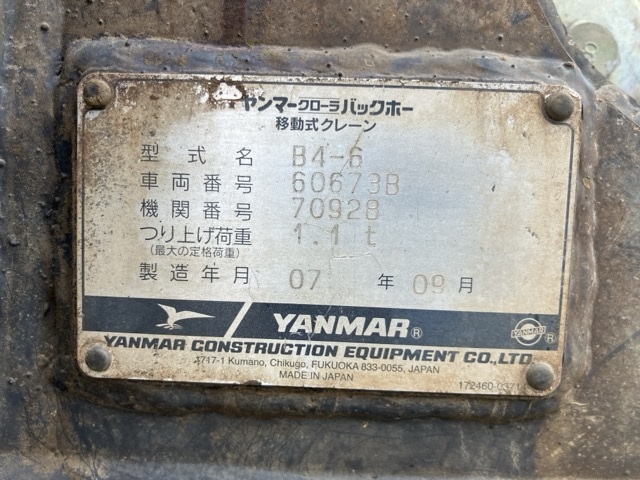 ヤンマークローラバックホー
移動式クレーン
型式名 B4-6
車両番号 60673B
機関番号 70928
つり上げ荷重 1.1 t
(最大の定格荷重)
製造年月 07 年 09 月
YANMAR ®
YANMAR ®
YANMAR CONSTRUCTION EQUIPMENT CO.,LTD.
1717-1 Kumano, Chikugo, FUKUOKA 833-0055, JAPAN
MADE IN JAPAN